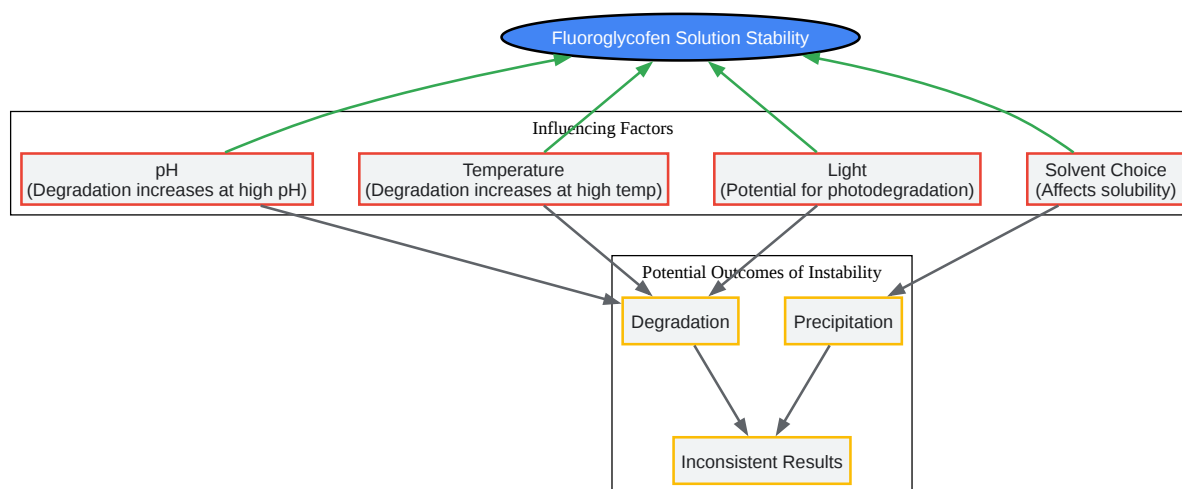 Fluoroglycofen Solution Stability
Influencing Factors
pH
(Degradation increases at high pH)
Temperature
(Degradation increases at high temp)
Light
(Potential for photodegradation)
Solvent Choice
(Affects solubility)
Potential Outcomes of Instability
Degradation
Precipitation
Inconsistent Results